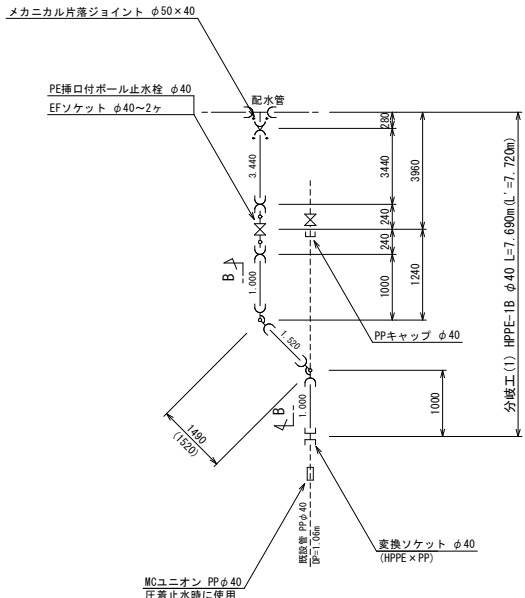 メカニカル片落ジョイント φ50×40
PE挿口付ボール止水栓 φ40
EFソケット φ40～2ヶ
配水管
280
3.440
3440
3960
240
240
1000
1240
B
1.000
PPキャップ φ40
1.520
1490
(1520)
1.000
B
1000
分岐工(1) HPPE-1B φ40 L=7.690m(L'=7.720m)
既設管 PPφ40
DP=1.06m
変換ソケット φ40
(HPPE×PP)
MCユニオン PPφ40
圧着止水時に使用